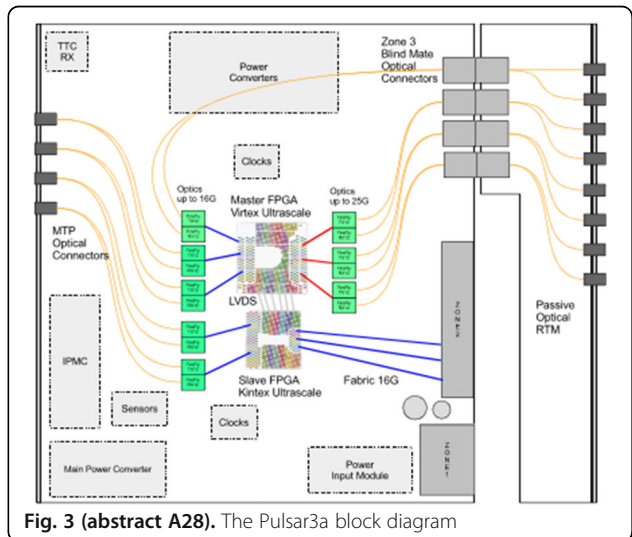 TTC
RX
Power
Converters
Zone 3
Blind Mate
Optical
Connectors
Clocks
Optics
up to 16G
Master FPGA
Virtex Ultrascale
Optics
up to 25G
MTP
Optical
Connectors
LVDS
ZONE2
Passive
Optical
RTM
IPMC
Slave FPGA
Kintex Ultrascale
Fabric 16G
Sensors
Clocks
Main Power Converter
Power
Input Module
ZONE1
Fig. 3 (abstract A28). The Pulsar3a block diagram